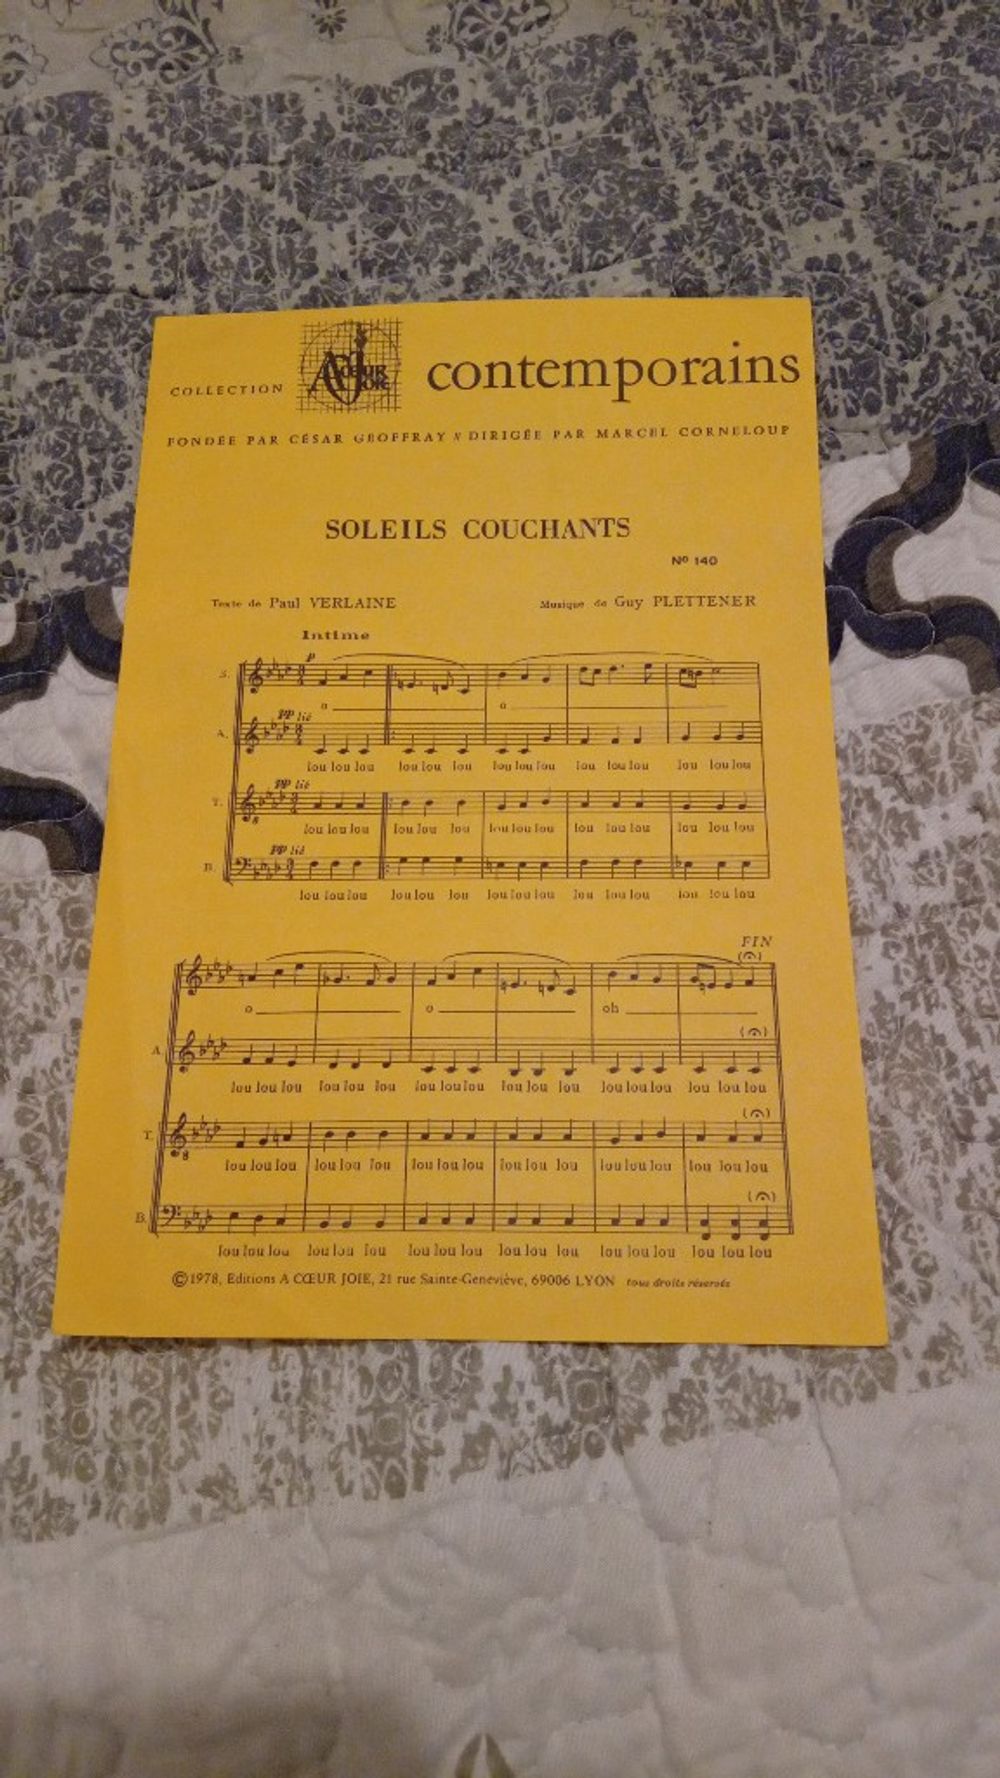 COLLECTION A CŒUR JOIE contemporains
FONDÉE PAR CÉSAR GEOFFRAY & DIRIGÉE PAR MARCEL CORNELOUP
SOLEILS COUCHANTS
Nº 140
Texte de Paul VERLAINE Musique de Guy PLETTENER
Intime
S. p
o o
A. PP lié
lou lou lou lou lou lou lou lou lou lou lou lou lou lou lou
T. PP lié
8
lou lou lou lou lou lou lou lou lou lou lou lou lou lou lou
B. PP lié
lou lou lou lou lou lou lou lou lou lou lou lou lou lou lou
FIN
o o oh
A.
lou lou lou lou lou lou lou lou lou lou lou lou lou lou lou lou lou lou
T.
8
lou lou lou lou lou lou lou lou lou lou lou lou lou lou lou lou lou lou
B.
lou lou lou lou lou lou lou lou lou lou lou lou lou lou lou lou lou lou
©1978, Editions A CŒUR JOIE, 21 rue Sainte-Geneviève, 69006 LYON tous droits réservés